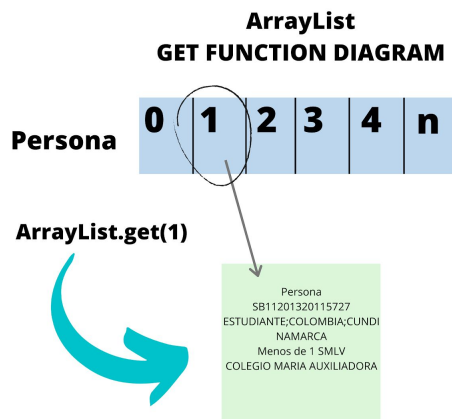 ArrayList
GET FUNCTION DIAGRAM
Persona
0 1 2 3 4 n
ArrayList.get(1)
Persona
SB11201320115727
ESTUDIANTE;COLOMBIA;CUNDI
NAMARCA
Menos de 1 SMLV
COLEGIO MARIA AUXILIADORA